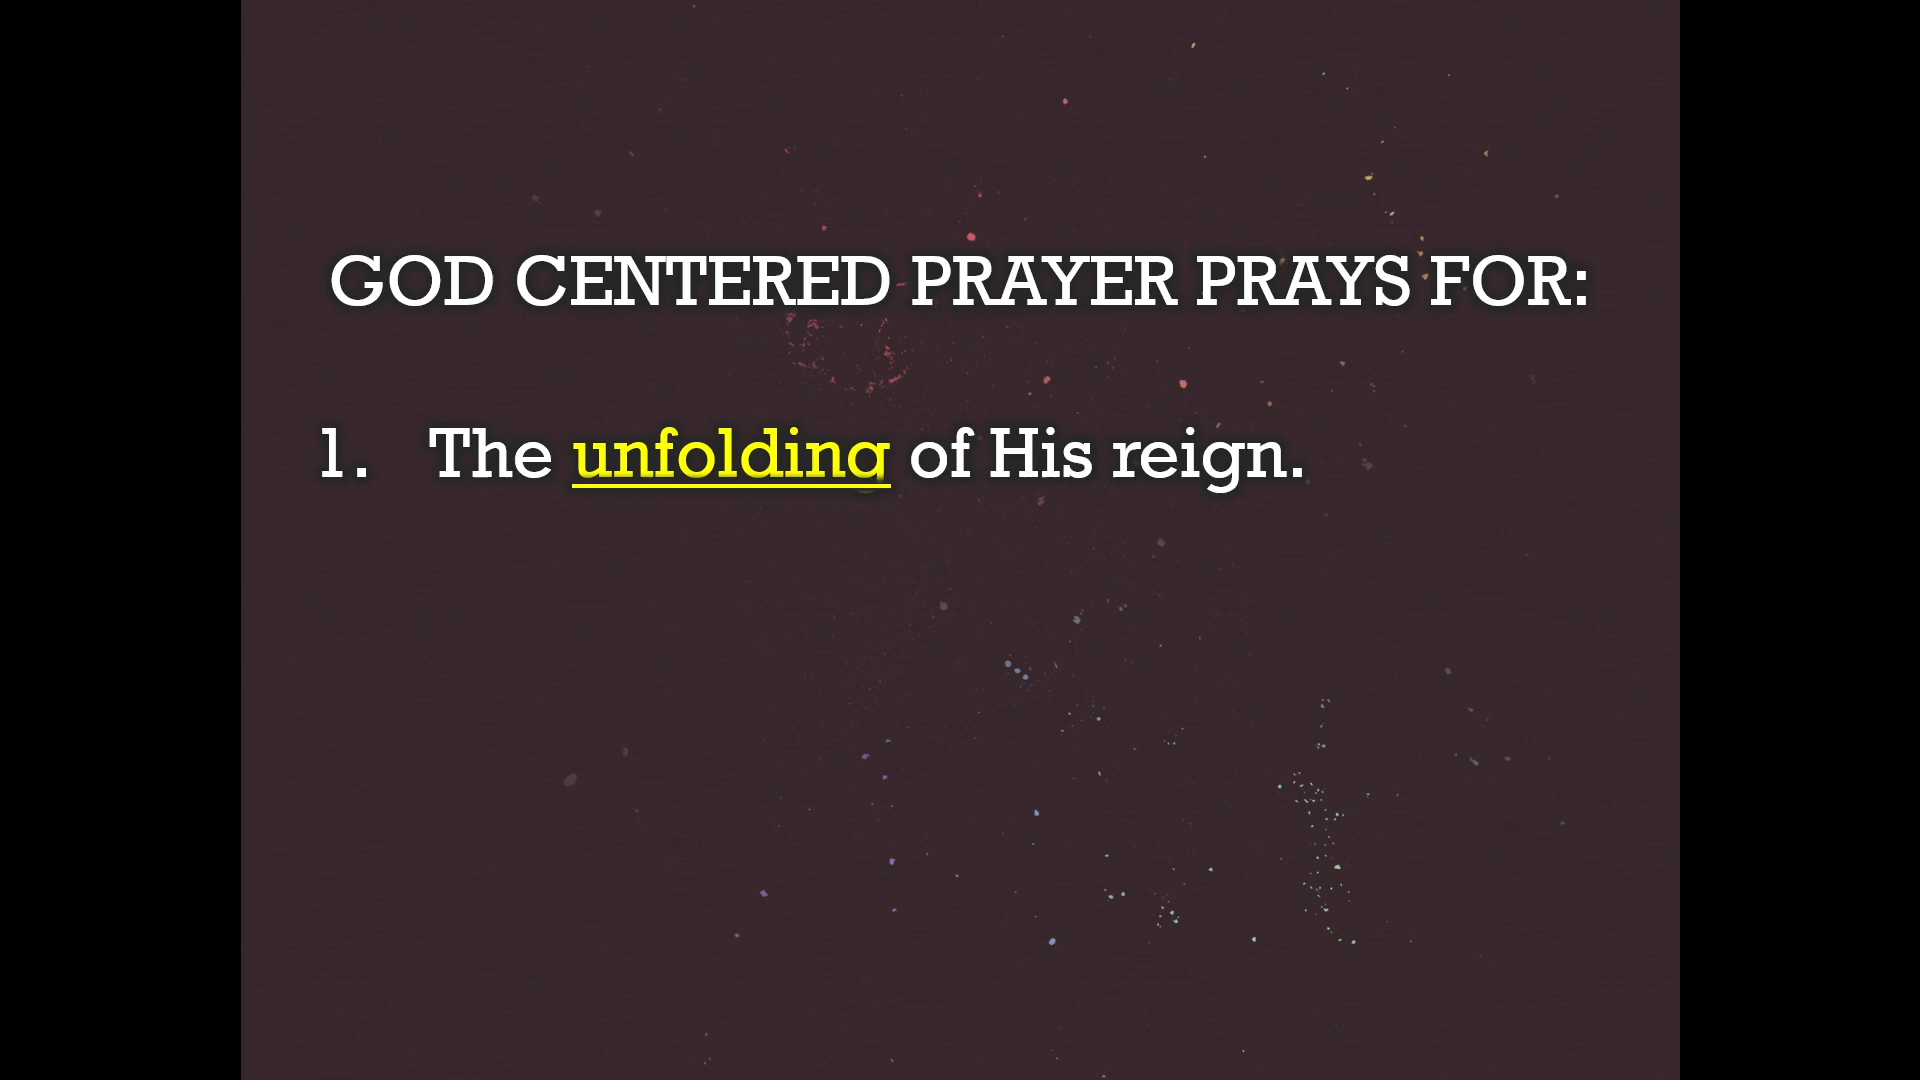 GOD CENTERED PRAYER PRAYS FOR:
1. The unfolding of His reign.